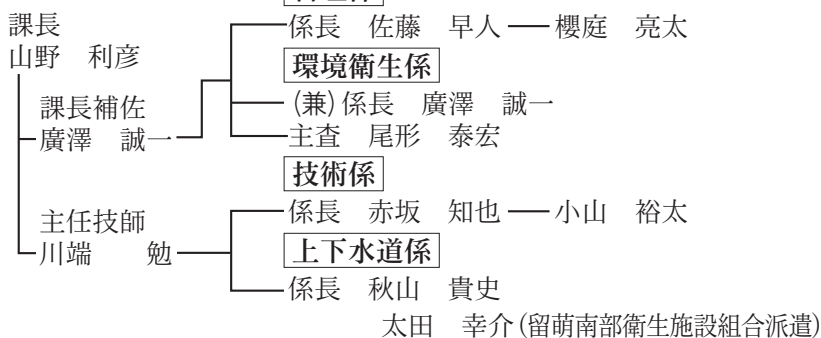 課長
山野　利彦
課長補佐
廣澤　誠一
主任技師
川端　　勉
係長　佐藤　早人
櫻庭　亮太
環境衛生係
(兼)係長　廣澤　誠一
主査　尾形　泰宏
技術係
係長　赤坂　知也
小山　裕太
上下水道係
係長　秋山　貴史
太田　幸介(留萌南部衛生施設組合派遣)